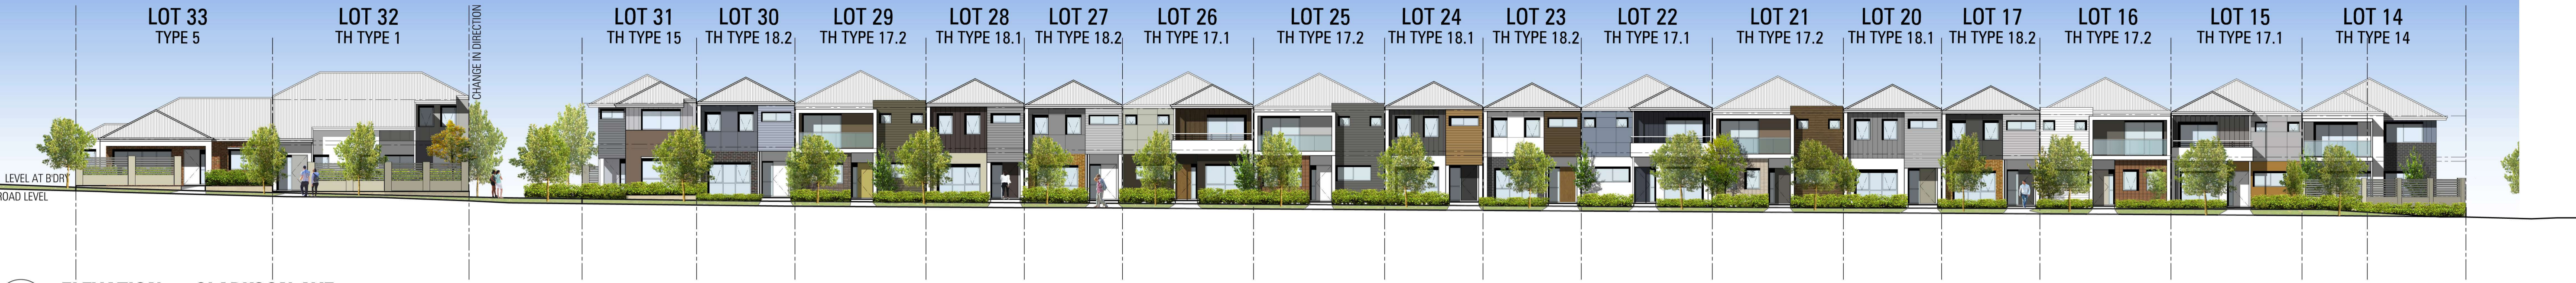 LOT 33
TYPE 5
LOT 32
TH TYPE 1
CHANGE IN DIRECTION
LOT 31
TH TYPE 15
LOT 30
TH TYPE 18.2
LOT 29
TH TYPE 17.2
LOT 28
TH TYPE 18.1
LOT 27
TH TYPE 18.2
LOT 26
TH TYPE 17.1
LOT 25
TH TYPE 17.2
LOT 24
TH TYPE 18.1
LOT 23
TH TYPE 18.2
LOT 22
TH TYPE 17.1
LOT 21
TH TYPE 17.2
LOT 20
TH TYPE 18.1
LOT 17
TH TYPE 18.2
LOT 16
TH TYPE 17.2
LOT 15
TH TYPE 17.1
LOT 14
TH TYPE 14
LEVEL AT B'DRY
ROAD LEVEL